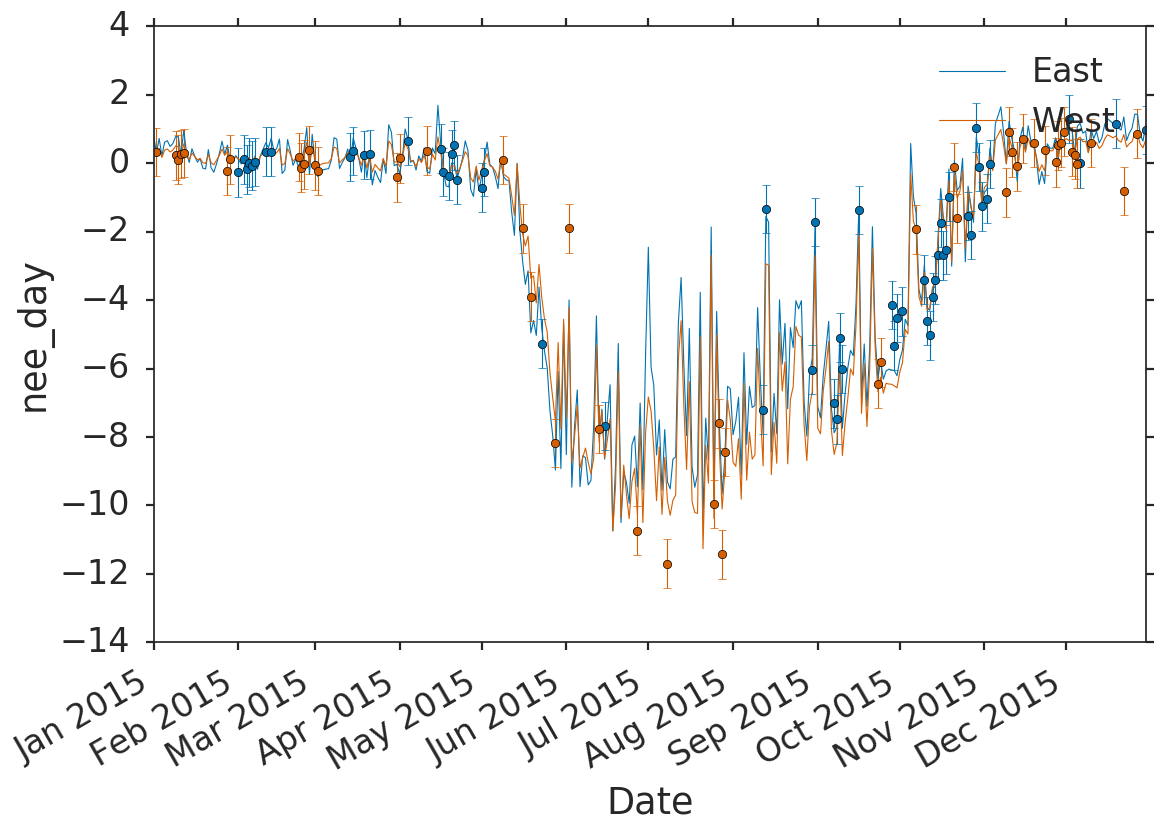 4
2
0
−2
−4
−6
−8
−10
−12
−14
nee_day
East
West
Jan 2015
Feb 2015
Mar 2015
Apr 2015
May 2015
Jun 2015
Jul 2015
Aug 2015
Sep 2015
Oct 2015
Nov 2015
Dec 2015
Date